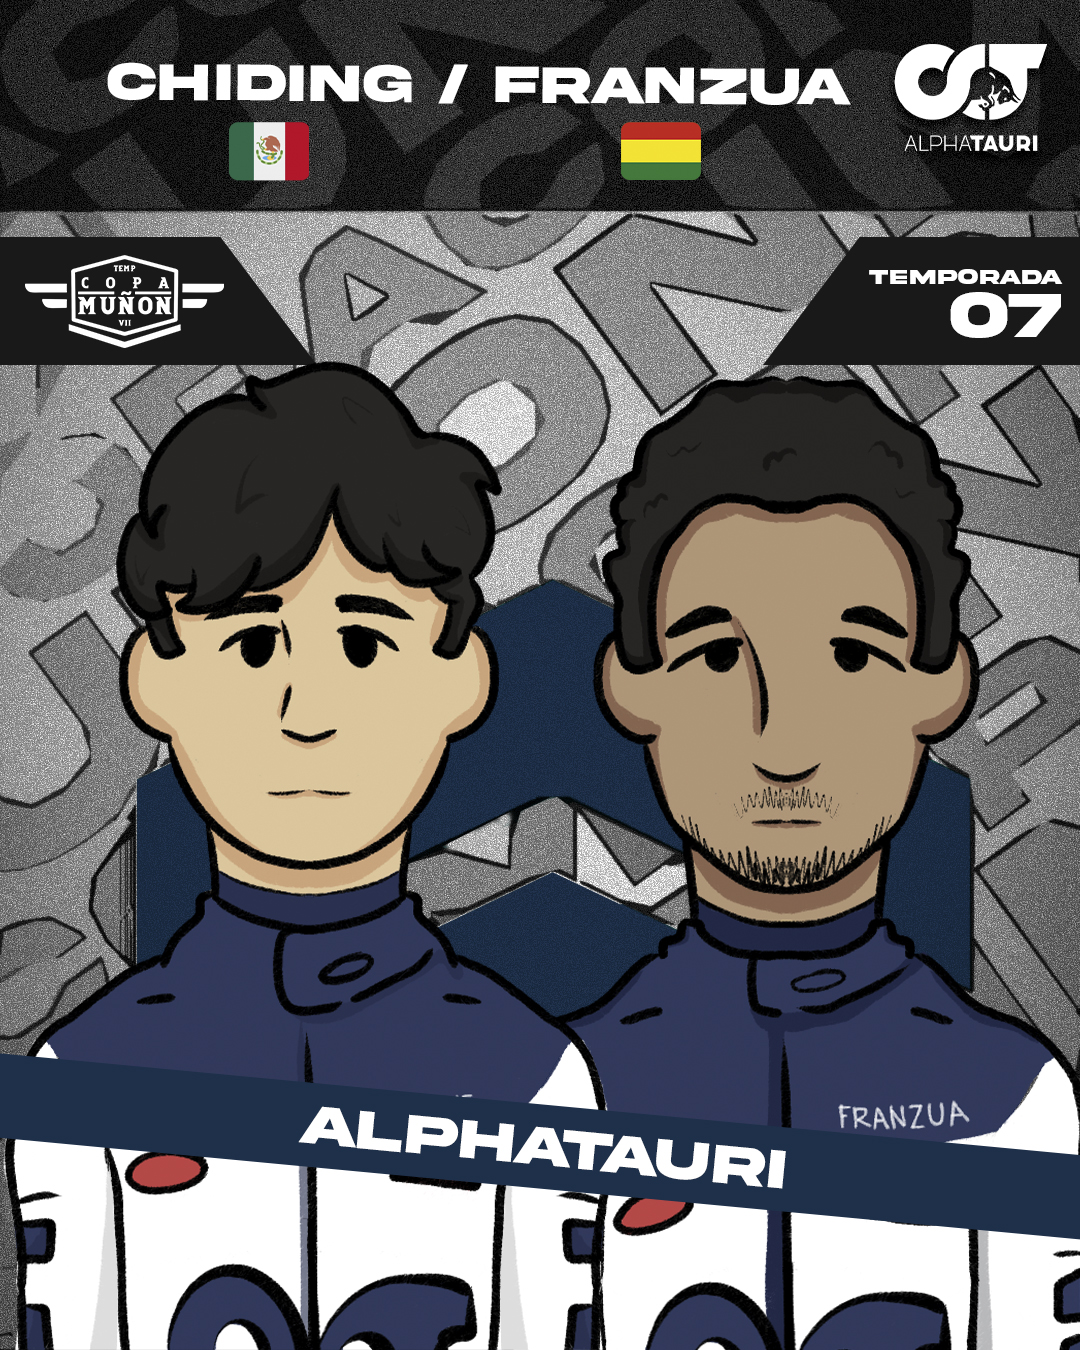 CHIDING / FRANZUA
ALPHATAURI
TEMP
COPA
MUÑON
VII
TEMPORADA
07
FRANZUA
ALPHATAURI